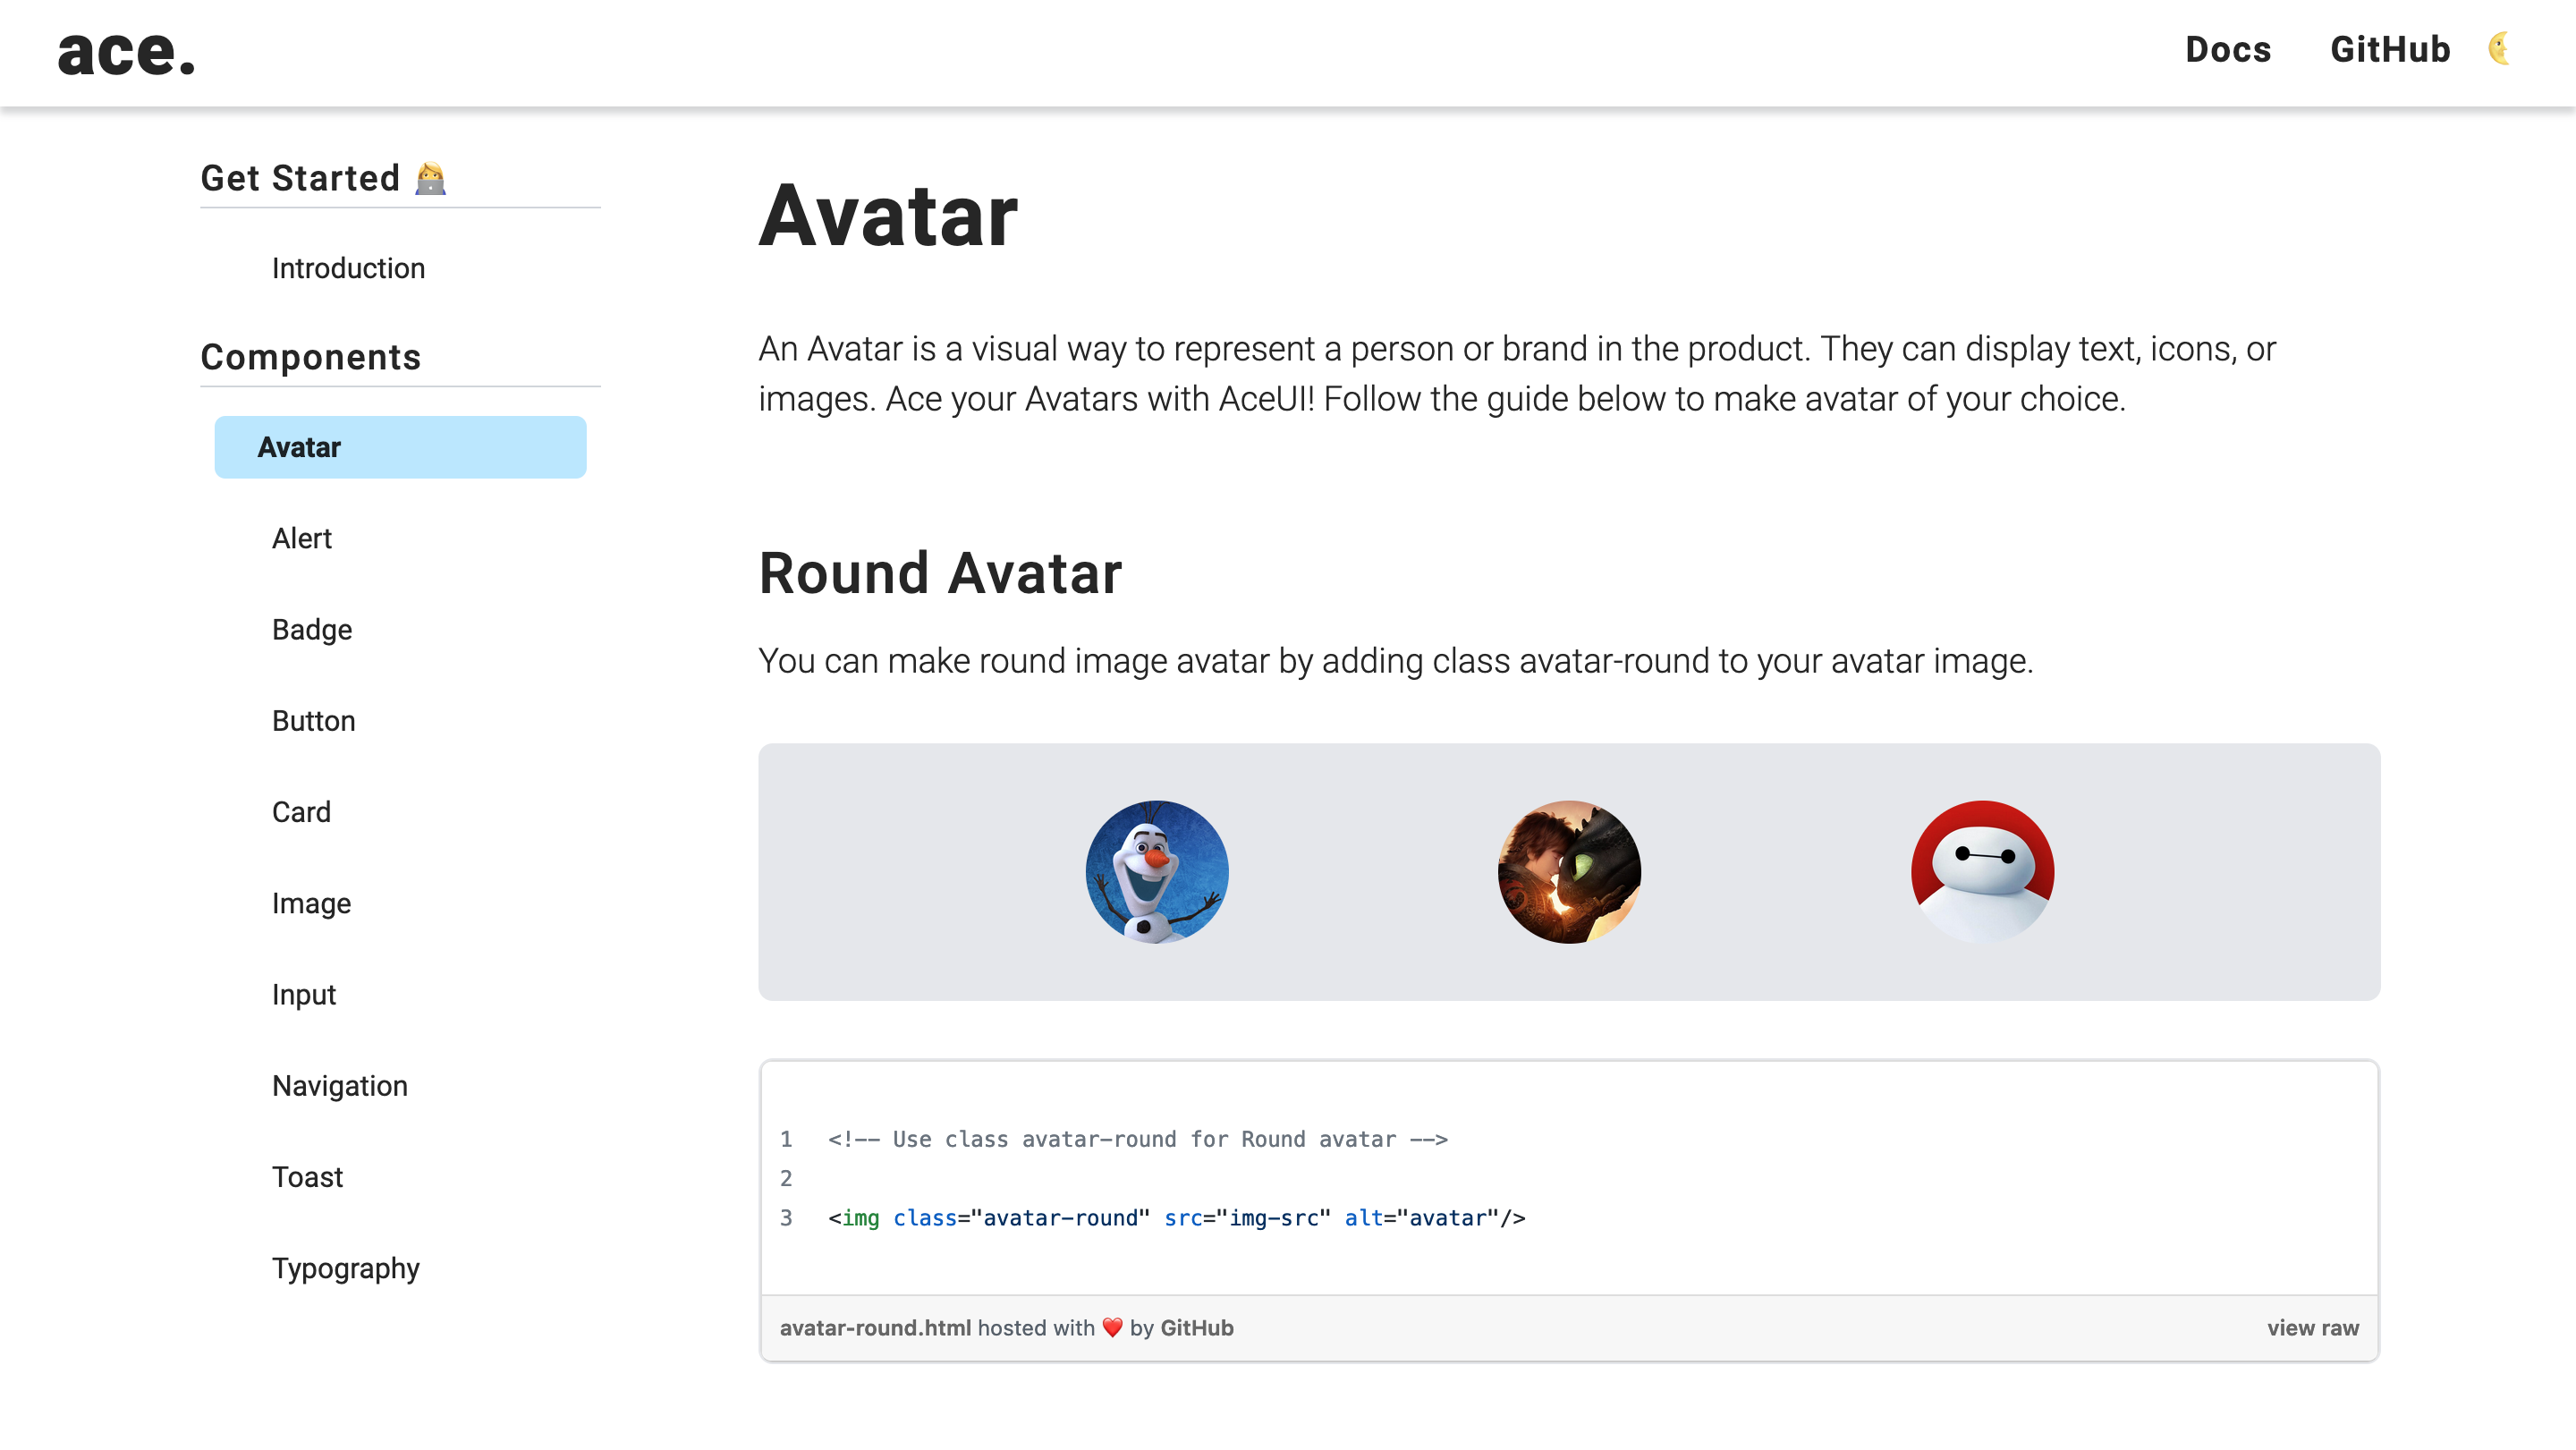 ace.
Docs
GitHub
Get Started
Introduction
Components
Avatar
Alert
Badge
Button
Card
Image
Input
Navigation
Toast
Typography
Avatar
An Avatar is a visual way to represent a person or brand in the product. They can display text, icons, or
images. Ace your Avatars with AceUI! Follow the guide below to make avatar of your choice.
Round Avatar
You can make round image avatar by adding class avatar-round to your avatar image.
1 <!-- Use class avatar-round for Round avatar -->
2
3 <img class="avatar-round" src="img-src" alt="avatar"/>
avatar-round.html hosted with ❤ by GitHub
view raw